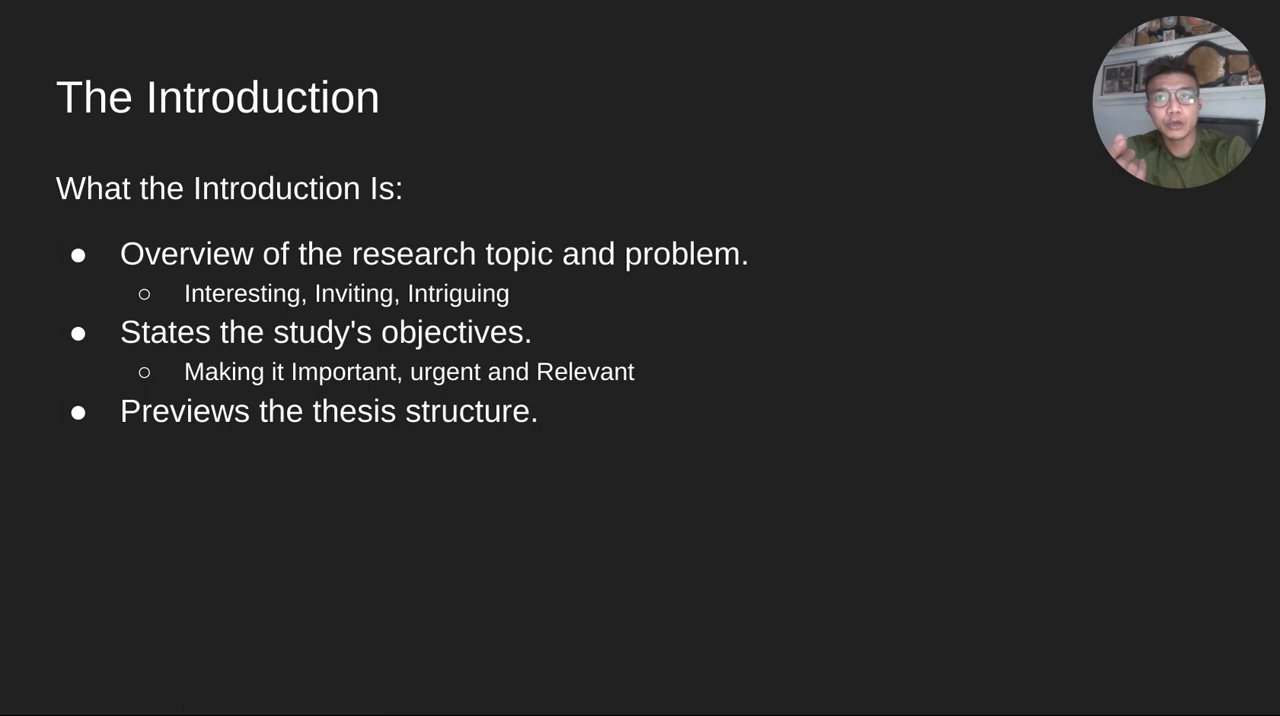 The Introduction
What the Introduction Is:
● Overview of the research topic and problem.
○ Interesting, Inviting, Intriguing
● States the study's objectives.
○ Making it Important, urgent and Relevant
● Previews the thesis structure.